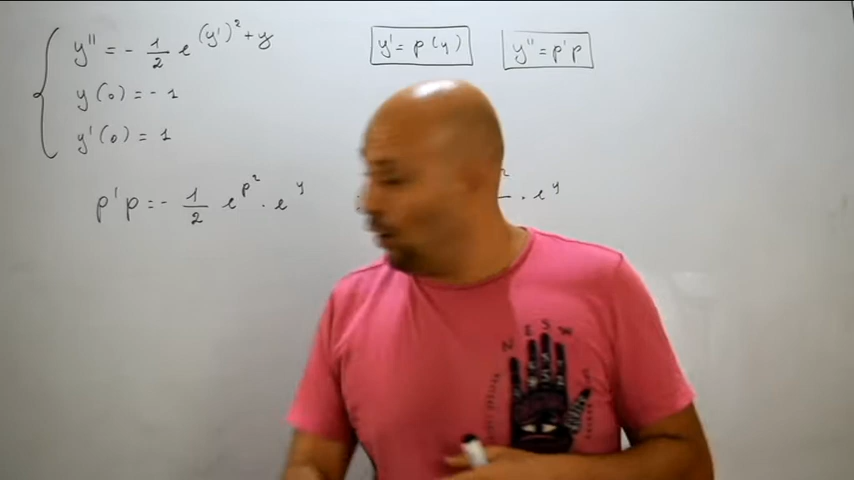 y'' = - 1/2 e^((y')^2 + y)
y' = p(y)
y'' = p'p
y(0) = - 1
y'(0) = 1
p'p = - 1/2 e^(p^2) · e^y
· e^y
N E S W